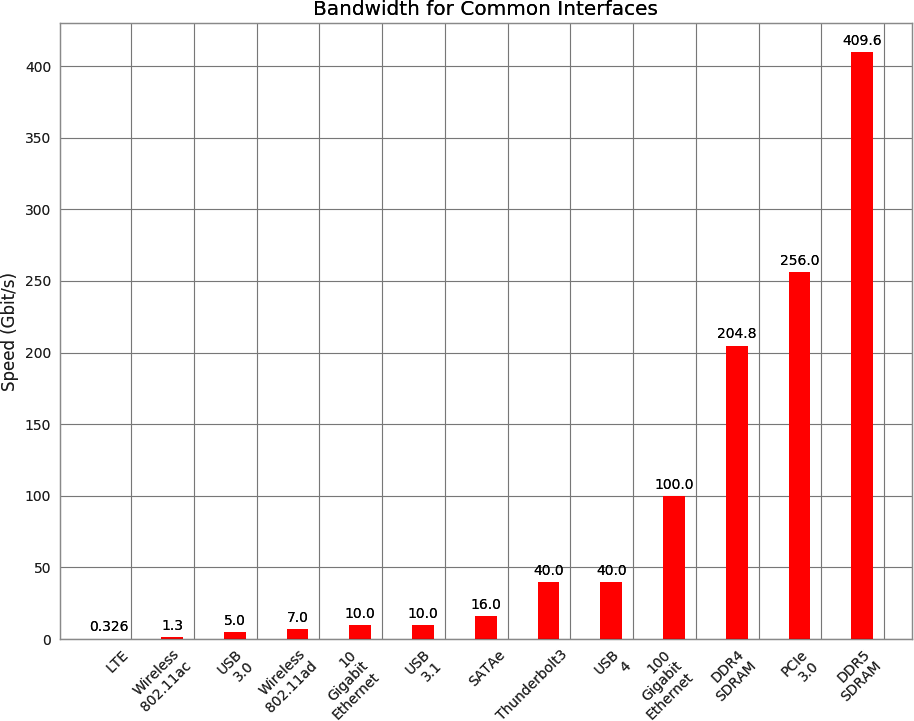 Bandwidth for Common Interfaces
Speed (Gbit/s)
400
350
300
250
200
150
100
50
0
0.326
1.3
5.0
7.0
10.0
10.0
16.0
40.0
40.0
100.0
204.8
256.0
409.6
LTE
Wireless
802.11ac
USB
3.0
Wireless
802.11ad
10
Gigabit
Ethernet
USB
3.1
SATAe
Thunderbolt3
USB
4
100
Gigabit
Ethernet
DDR4
SDRAM
PCIe
3.0
DDR5
SDRAM